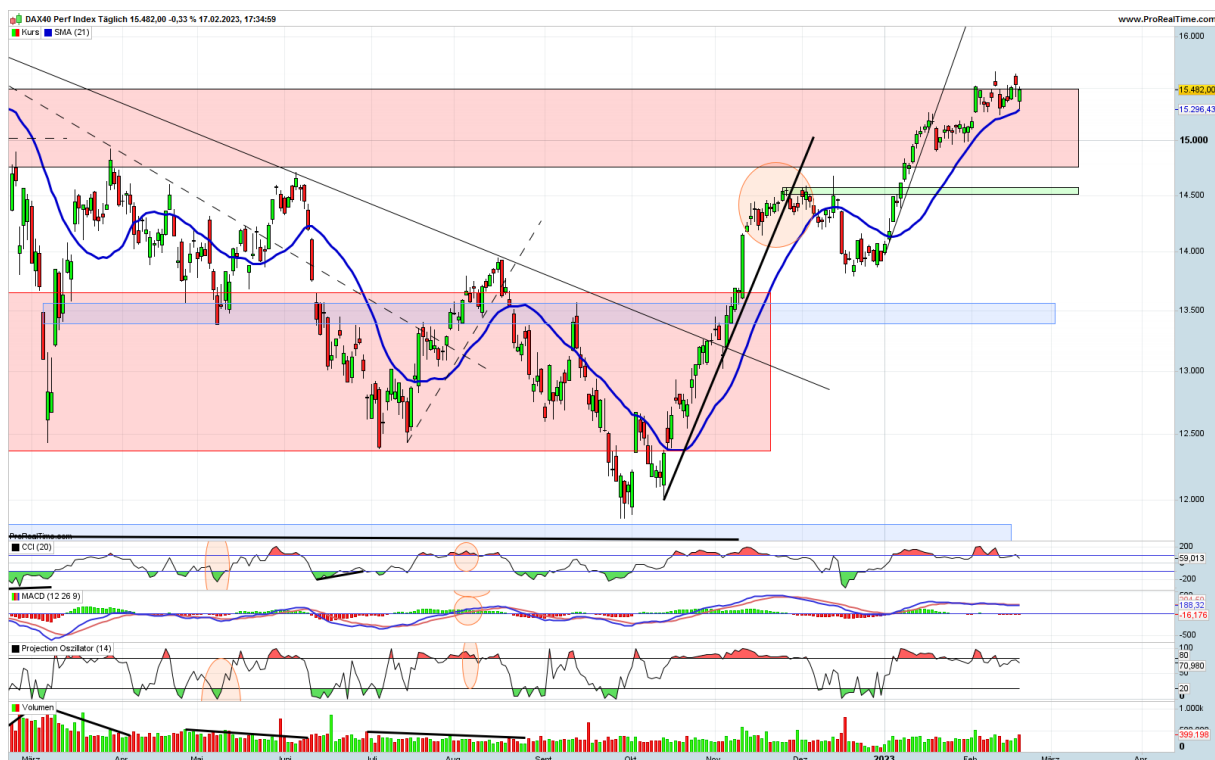 DAX40 Perf Index Täglich 15.482,00 -0,33 % 17.02.2023, 17:34:59
www.ProRealTime.com
Kurs SMA (21)
16.000
15.482,00
15.296,43
15.000
14.500
14.000
13.500
13.000
12.500
12.000
ProRealTime.com
CCI (20)
200
59,013
-200
MACD (12 26 9)
188,32
-16,176
-500
Projection Oszillator (14)
100
80
70,980
50
20
0
Volumen
1 000k
399.198
0
März Apr Mai Juni Juli Aug Sept Okt Nov Dez 2023 Feb März Apr